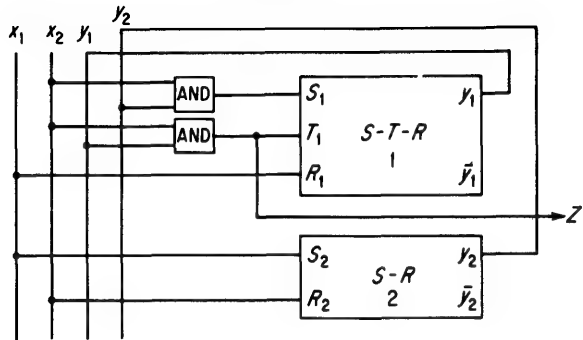 x₁ x₂ y₁ y₂
AND
S₁ y₁
AND
T₁ S-T-R
1
R₁ ȳ₁
Z
S₂ y₂
S-R
2
R₂ ȳ₂